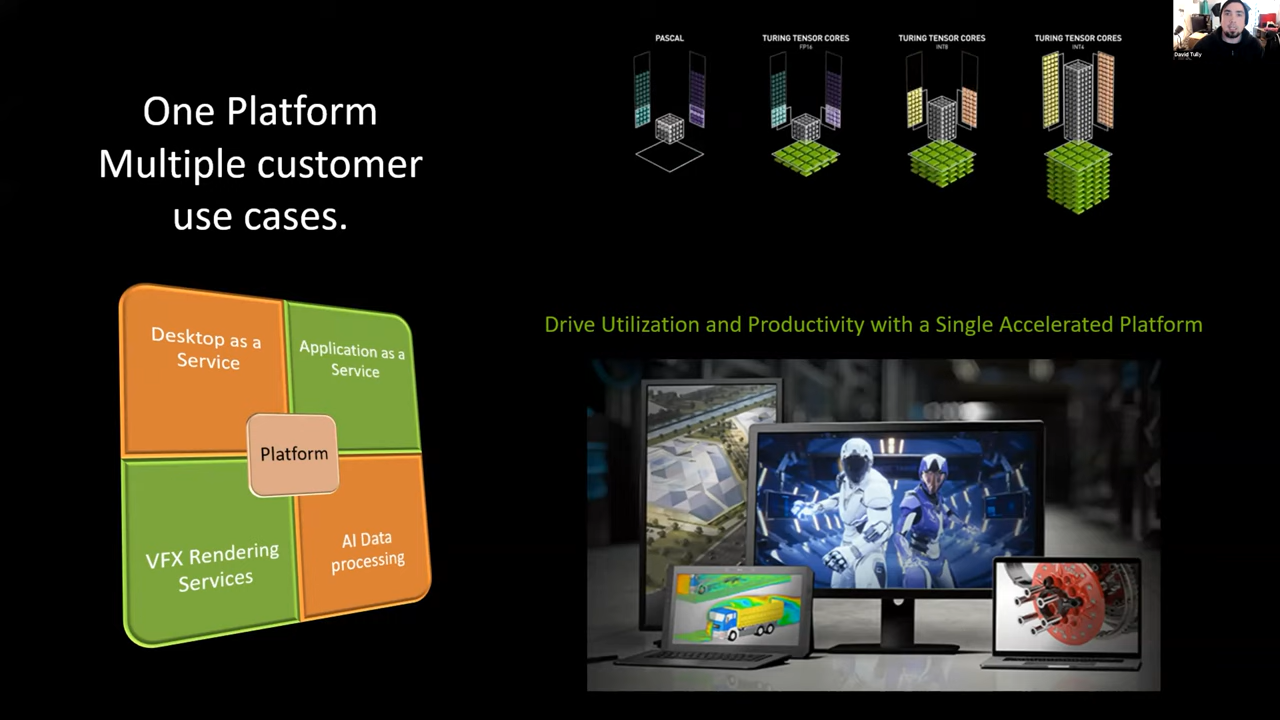 One Platform
Multiple customer
use cases.
PASCAL
TURING TENSOR CORES
FP16
TURING TENSOR CORES
INT8
TURING TENSOR CORES
INT4
David Tully
Desktop as a
Service
Application as a
Service
Platform
VFX Rendering
Services
AI Data
processing
Drive Utilization and Productivity with a Single Accelerated Platform